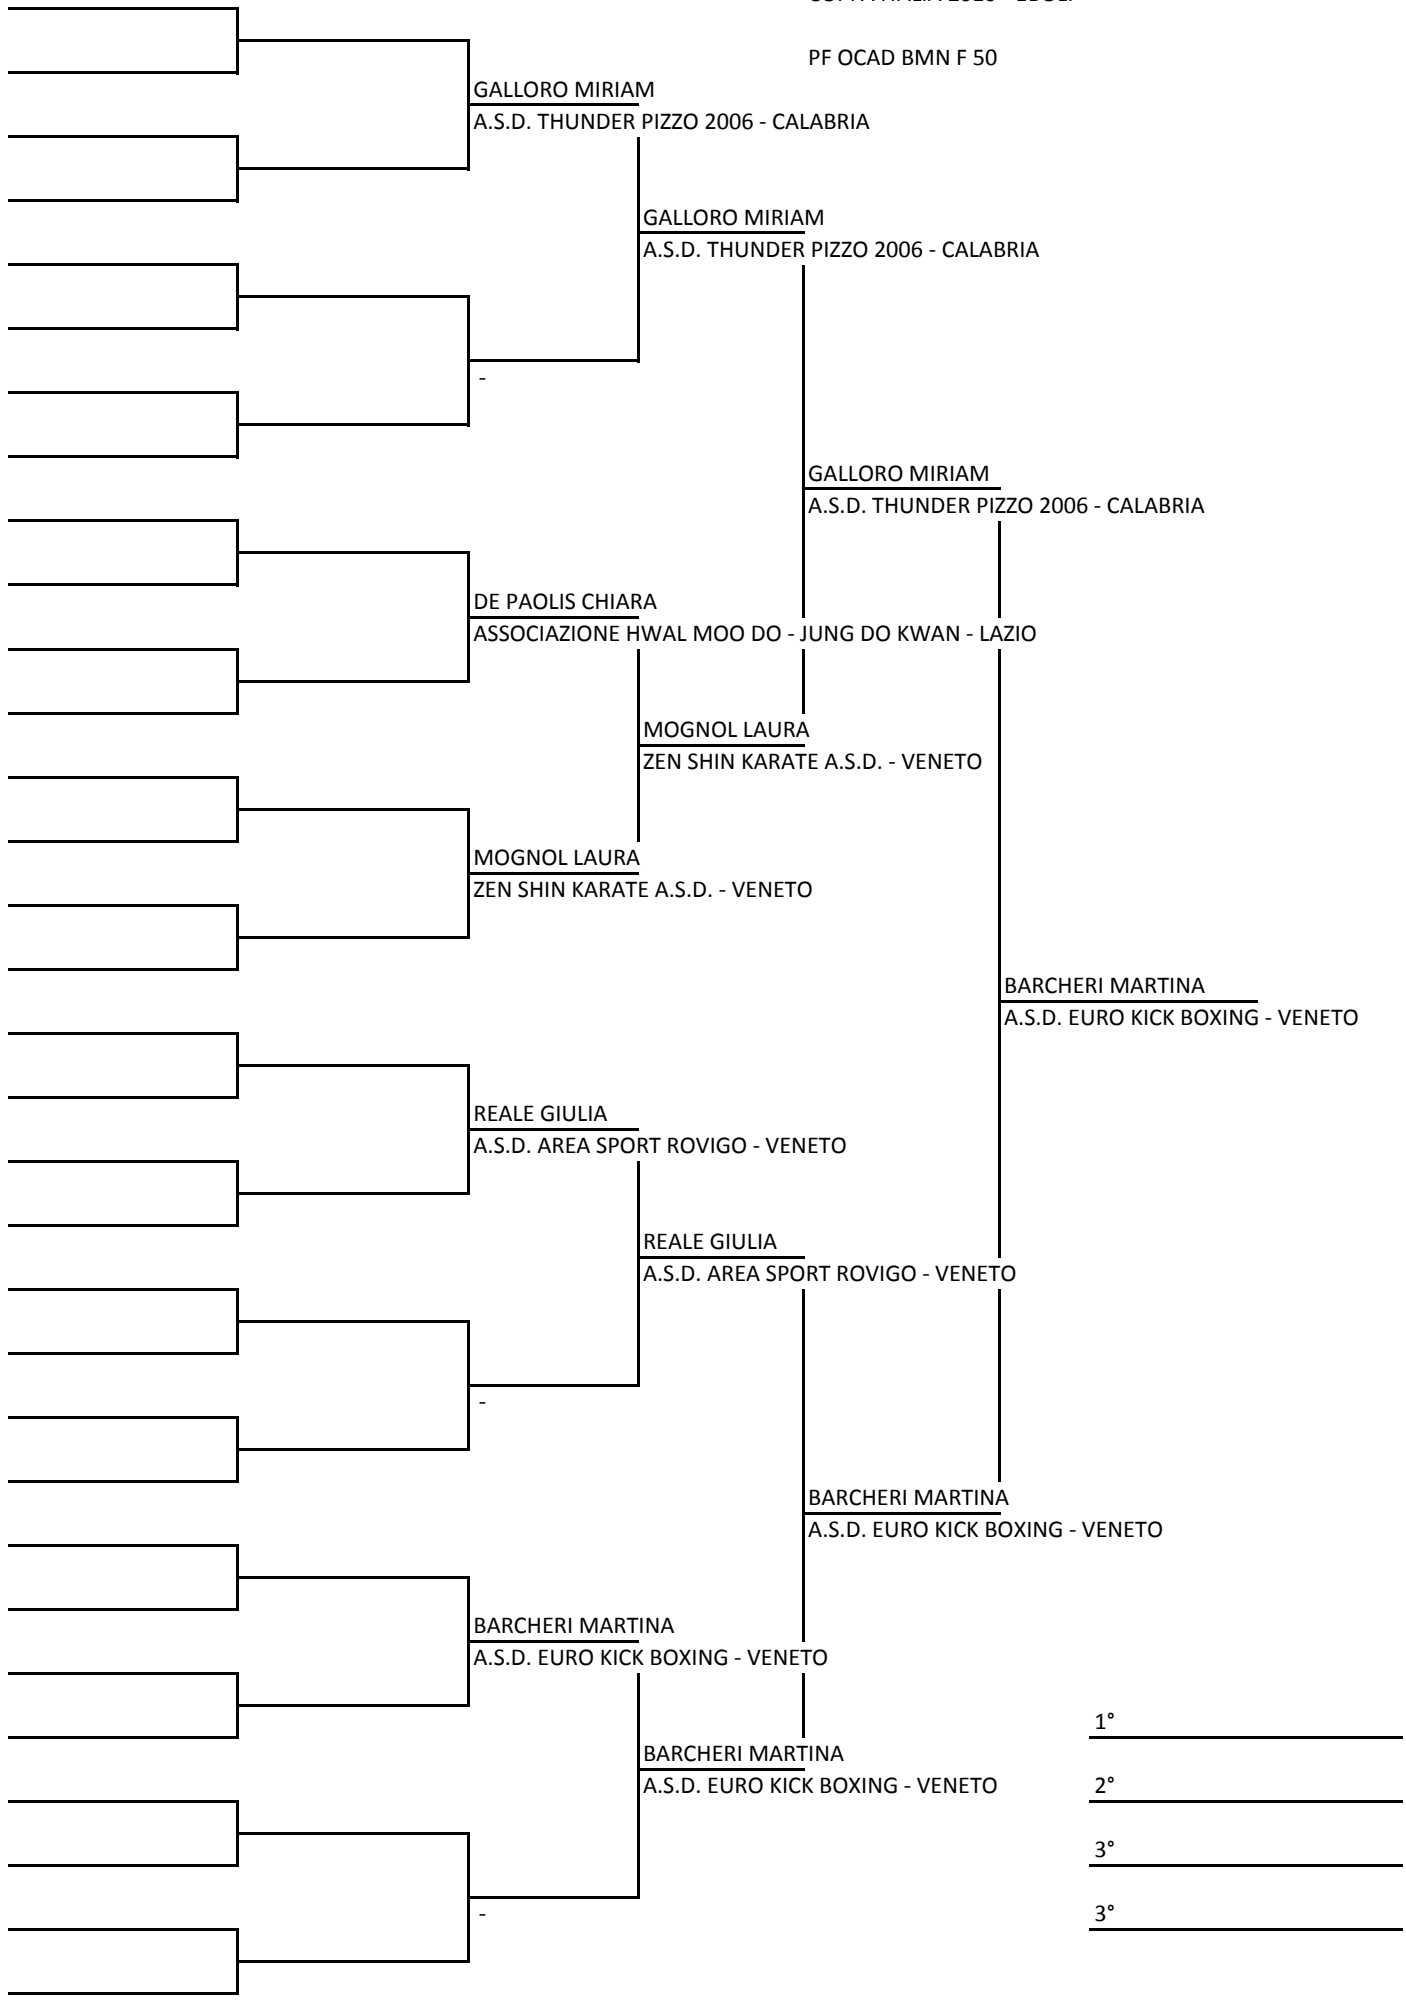 PF OCAD BMN F 50
GALLORO MIRIAM
A.S.D. THUNDER PIZZO 2006 - CALABRIA
GALLORO MIRIAM
A.S.D. THUNDER PIZZO 2006 - CALABRIA
-
GALLORO MIRIAM
A.S.D. THUNDER PIZZO 2006 - CALABRIA
DE PAOLIS CHIARA
ASSOCIAZIONE HWAL MOO DO - JUNG DO KWAN - LAZIO
MOGNOL LAURA
ZEN SHIN KARATE A.S.D. - VENETO
MOGNOL LAURA
ZEN SHIN KARATE A.S.D. - VENETO
BARCHERI MARTINA
A.S.D. EURO KICK BOXING - VENETO
REALE GIULIA
A.S.D. AREA SPORT ROVIGO - VENETO
REALE GIULIA
A.S.D. AREA SPORT ROVIGO - VENETO
-
BARCHERI MARTINA
A.S.D. EURO KICK BOXING - VENETO
BARCHERI MARTINA
A.S.D. EURO KICK BOXING - VENETO
1°
BARCHERI MARTINA
A.S.D. EURO KICK BOXING - VENETO
2°
3°
-
3°